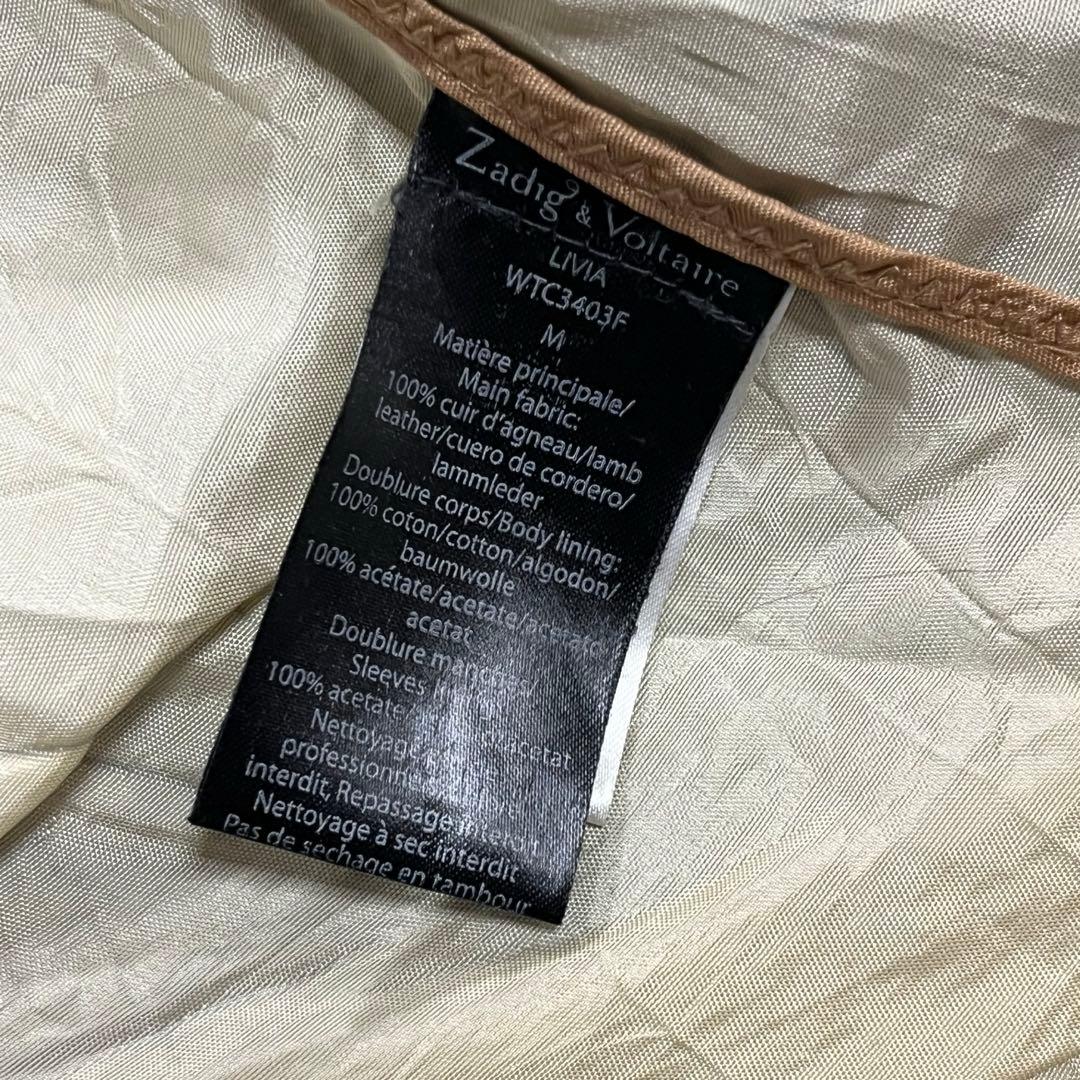 Zadig & Voltaire
LIVIA
WTC3403F
M
Matière principale/
Main fabric:
100% cuir d'agneau/lamb
leather/cuero de cordero/
lammleder
Doublure corps/Body lining:
100% coton/cotton/algodon/
baumwolle
100% acétate/acetate/acetato/
acetat
Doublure
Sleeves
100% acetate
Nettoyage
interdit, Repassage
Nettoyage à sec interdit
Pas de sechage en tambour